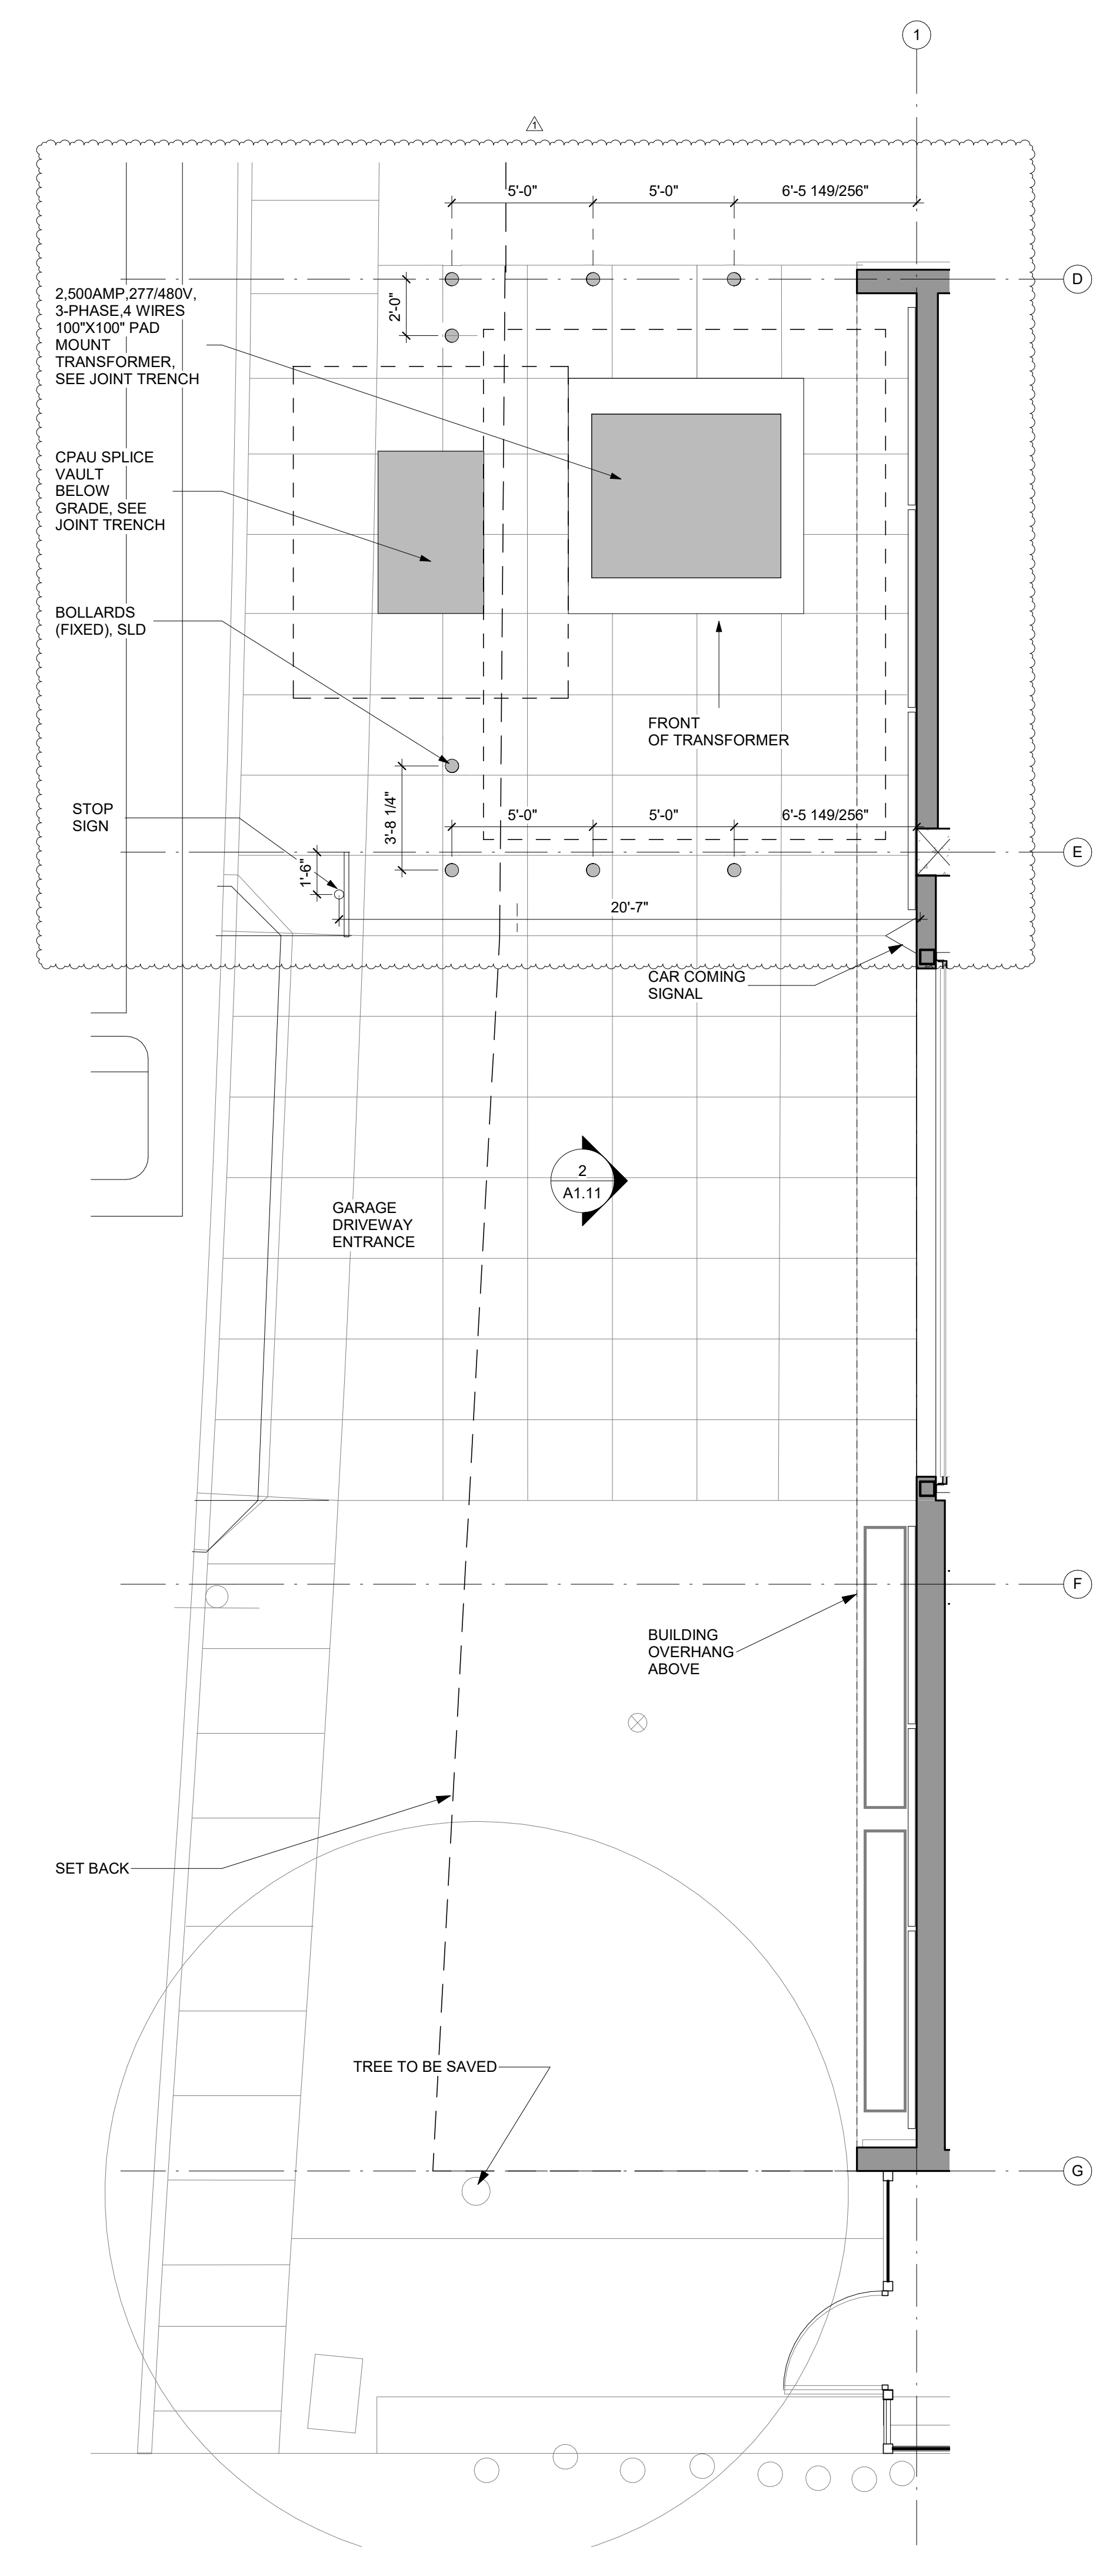 1
1
5'-0"
5'-0"
6'-5 149/256"
D
2'-0"
2,500AMP,277/480V,
3-PHASE,4 WIRES
100"X100" PAD
MOUNT
TRANSFORMER,
SEE JOINT TRENCH
CPAU SPLICE
VAULT
BELOW
GRADE, SEE
JOINT TRENCH
BOLLARDS
(FIXED), SLD
FRONT
OF TRANSFORMER
STOP
SIGN
3'-8 1/4"
5'-0"
5'-0"
6'-5 149/256"
E
1'-6"
20'-7"
CAR COMING
SIGNAL
2
A1.11
GARAGE
DRIVEWAY
ENTRANCE
F
BUILDING
OVERHANG
ABOVE
SET BACK
TREE TO BE SAVED
G